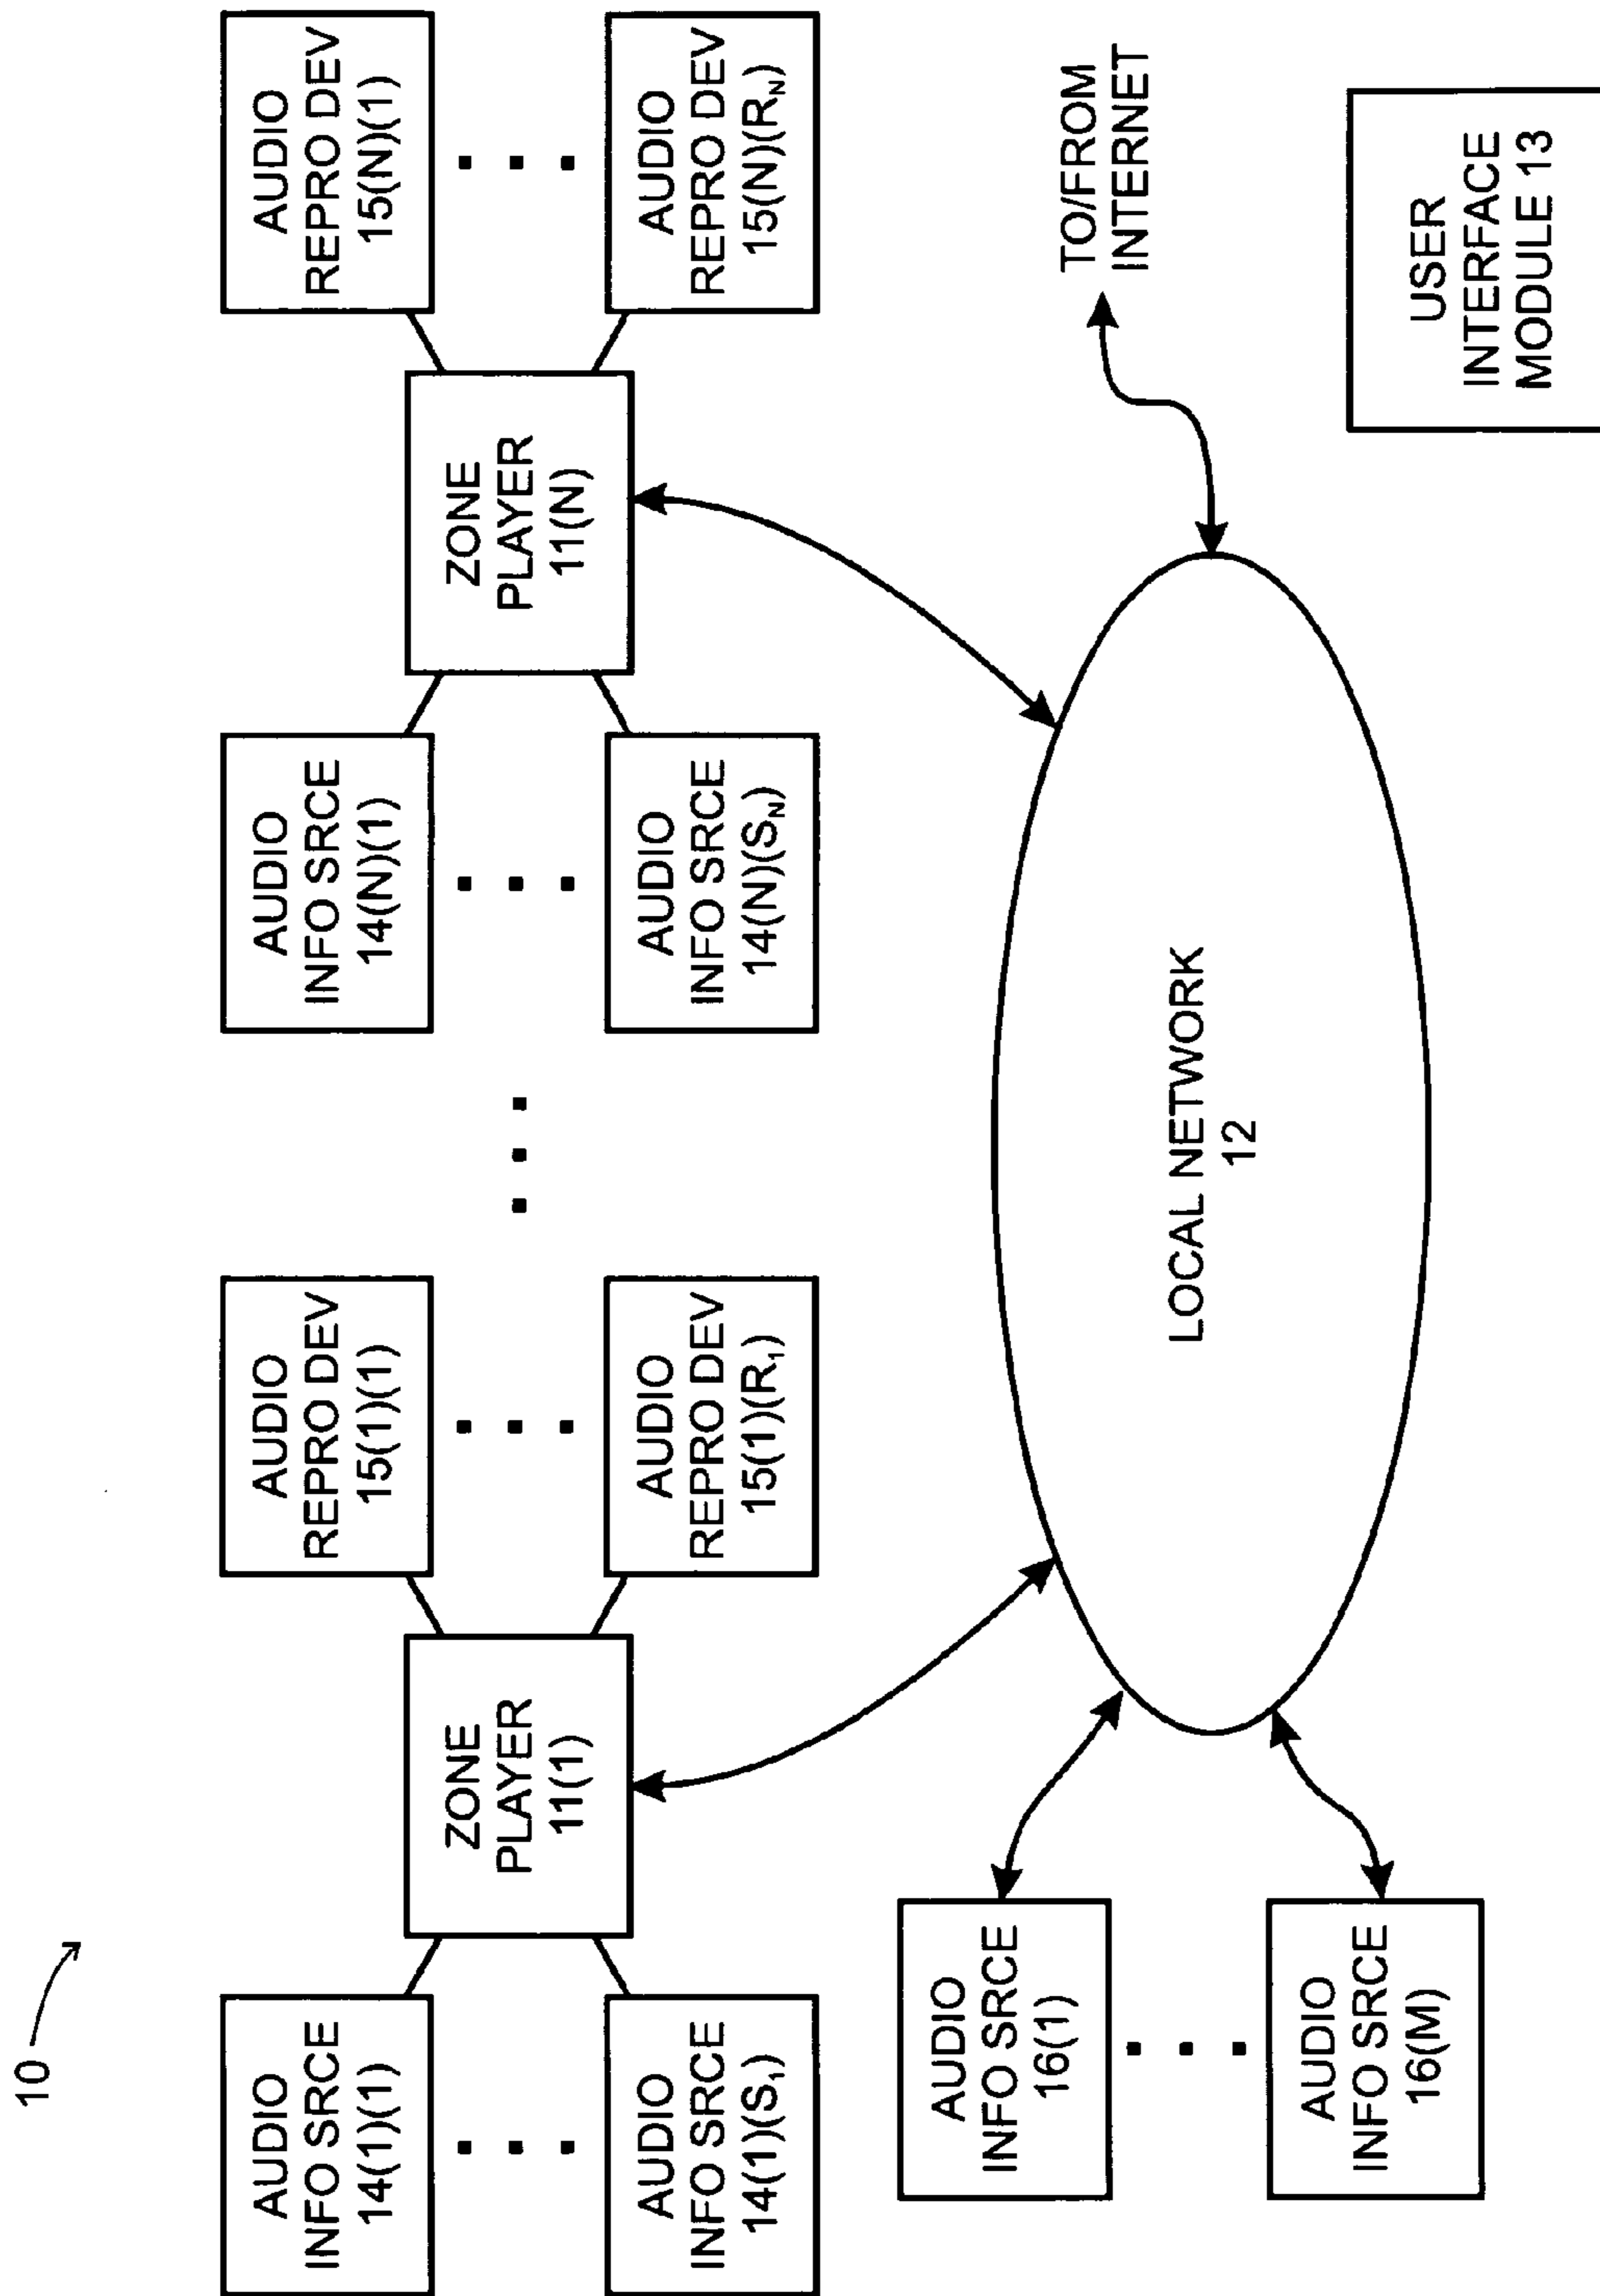 10
AUDIO
INFO SRCE
14(1)(1)
AUDIO
REPRO DEV
15(1)(1)
AUDIO
INFO SRCE
14(N)(1)
AUDIO
REPRO DEV
15(N)(1)
ZONE
PLAYER
11(1)
ZONE
PLAYER
11(N)
AUDIO
INFO SRCE
14(1)(S₁)
AUDIO
REPRO DEV
15(1)(R₁)
AUDIO
INFO SRCE
14(N)(S_N)
AUDIO
REPRO DEV
15(N)(R_N)
AUDIO
INFO SRCE
16(1)
TO/FROM
INTERNET
LOCAL NETWORK
12
AUDIO
INFO SRCE
16(M)
USER
INTERFACE
MODULE 13